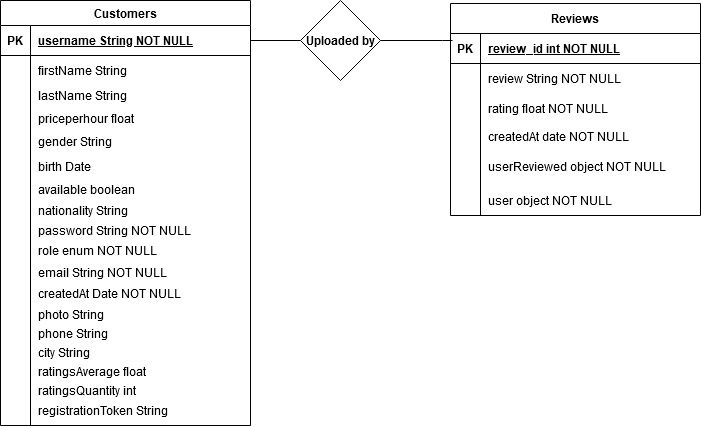 Customers
PK username String NOT NULL
firstName String
lastName String
priceperhour float
gender String
birth Date
available boolean
nationality String
password String NOT NULL
role enum NOT NULL
email String NOT NULL
createdAt Date NOT NULL
photo String
phone String
city String
ratingsAverage float
ratingsQuantity int
registrationToken String
Uploaded by
Reviews
PK review_id int NOT NULL
review String NOT NULL
rating float NOT NULL
createdAt date NOT NULL
userReviewed object NOT NULL
user object NOT NULL